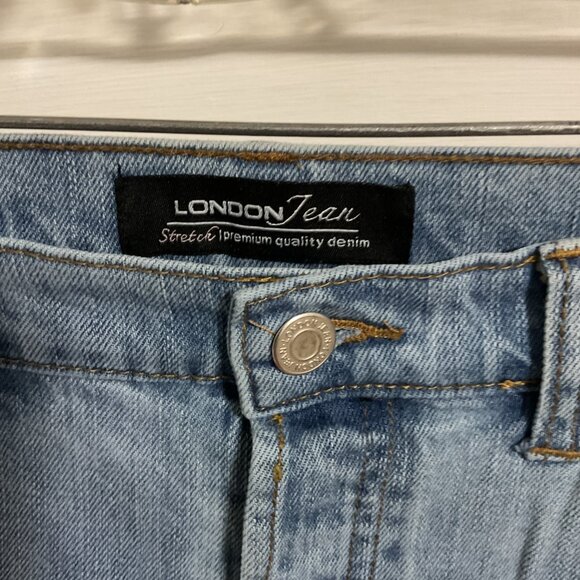 LONDON Jean
Stretch | premium quality denim